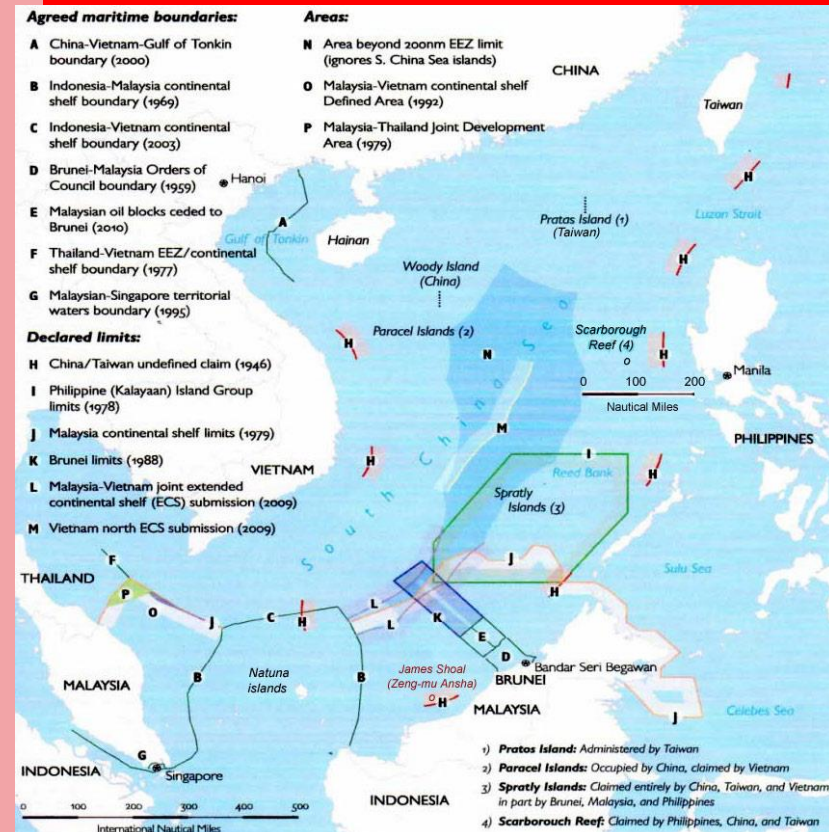 Agreed maritime boundaries:
A China-Vietnam-Gulf of Tonkin
boundary (2000)
B Indonesia-Malaysia continental
shelf boundary (1969)
C Indonesia-Vietnam continental
shelf boundary (2003)
D Brunei-Malaysia Orders of
Council boundary (1959)
E Malaysian oil blocks ceded to
Brunei (2010)
F Thailand-Vietnam EEZ/continental
shelf boundary (1977)
G Malaysian-Singapore territorial
waters boundary (1995)
Declared limits:
H China/Taiwan undefined claim (1946)
I Philippine (Kalayaan) Island Group
limits (1978)
J Malaysia continental shelf limits (1979)
K Brunei limits (1988)
L Malaysia-Vietnam joint extended
continental shelf (ECS) submission (2009)
M Vietnam north ECS submission (2009)
Areas:
N Area beyond 200nm EEZ limit
(ignores S. China Sea islands)
O Malaysia-Vietnam continental shelf
Defined Area (1992)
P Malaysia-Thailand Joint Development
Area (1979)
CHINA
Taiwan
Hanoi
H
A
Pratas Island (1)
(Taiwan)
Luzon Strait
Gulf of Tonkin
Hainan
H
Woody Island
(China)
Paracel Islands (2)
Scarborough
Reef (4)
H
N
H
Manila
0 100 200
Nautical Miles
M
PHILIPPINES
VIETNAM
H
I
Reed Bank
H
South China Sea
Spratly
Islands (3)
F
J
Sulu Sea
THAILAND
P
H
O
J
C
H
L
L
K
E
D
Bandar Seri Begawan
BRUNEI
MALAYSIA
B
Natuna
islands
B
James Shoal
(Zeng-mu Ansha)
H
MALAYSIA
J
Celebes Sea
G
Singapore
INDONESIA
INDONESIA
0 100 200 300 400 500
International Nautical Miles
1) Pratos Island: Administered by Taiwan
2) Paracel Islands: Occupied by China, claimed by Vietnam
3) Spratly Islands: Claimed entirely by China, Taiwan, and Vietnam
in part by Brunei, Malaysia, and Philippines
4) Scarborouch Reef: Claimed by Philippines, China, and Taiwan